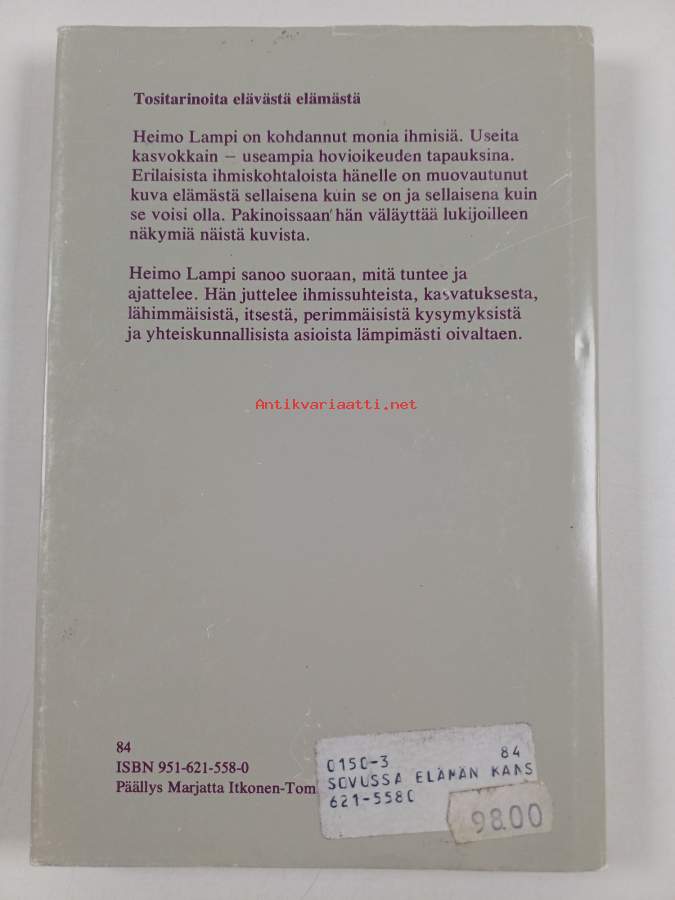 Tositarinoita elävästä elämästä
Heimo Lampi on kohdannut monia ihmisiä. Useita
kasvokkain – useampia hovioikeuden tapauksina.
Erilaisista ihmiskohtaloista hänelle on muovautunut
kuva elämästä sellaisena kuin se on ja sellaisena kuin
se voisi olla. Pakinoissaan hän väläyttää lukijoilleen
näkymiä näistä kuvista.
Heimo Lampi sanoo suoraan, mitä tuntee ja
ajattelee. Hän juttelee ihmissuhteista, kasvatuksesta,
lähimmäisistä, itsestä, perimmäisistä kysymyksistä
ja yhteiskunnallisista asioista lämpimästi oivaltaen.
Antikvariaatti.net
84
ISBN 951-621-558-0
Päällys Marjatta Itkonen-Tom
0150-3 84
SOVUSSA ELÄMÄN KANS
621-5580
9800